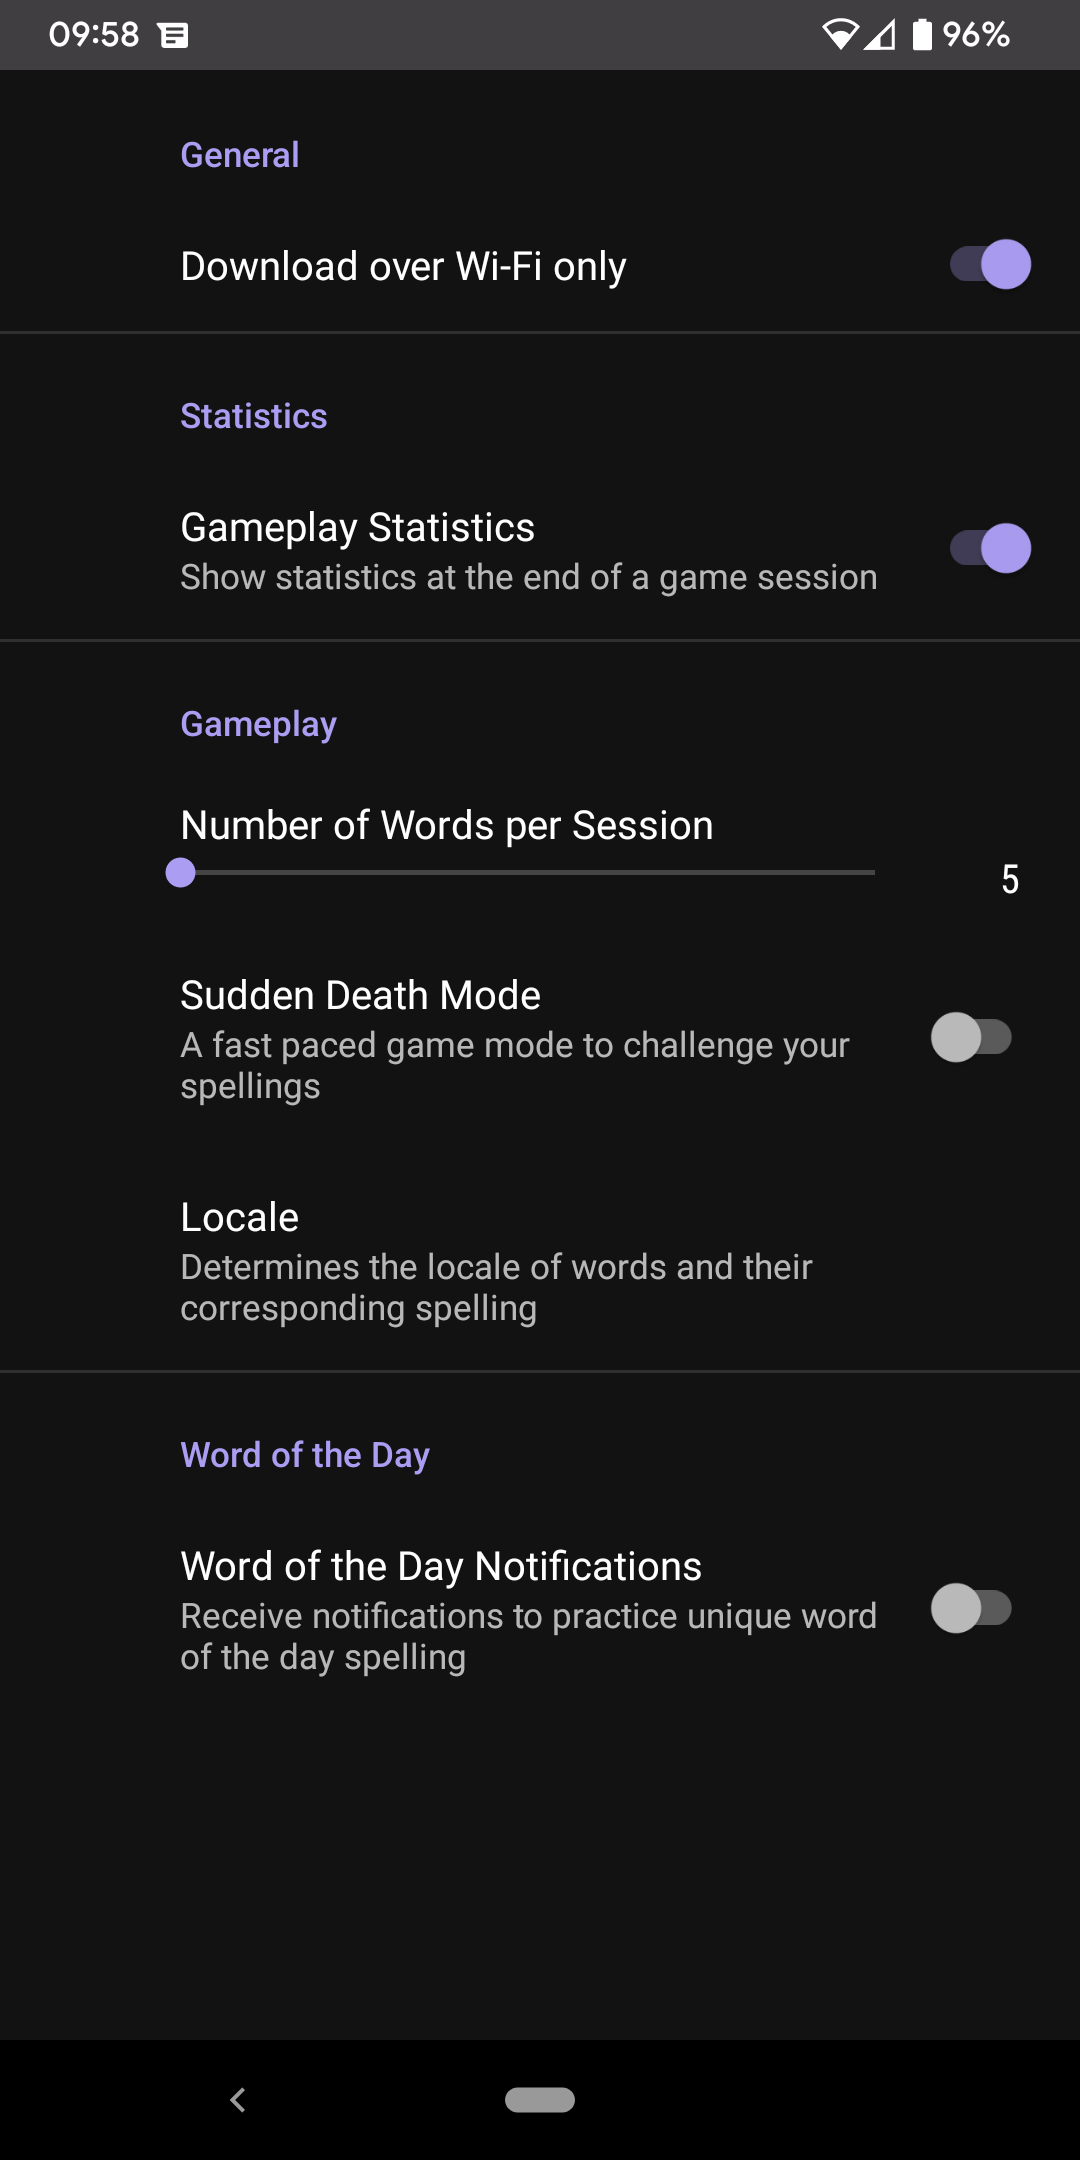 09:58
96%
General
Download over Wi-Fi only
Statistics
Gameplay Statistics
Show statistics at the end of a game session
Gameplay
Number of Words per Session
5
Sudden Death Mode
A fast paced game mode to challenge your
spellings
Locale
Determines the locale of words and their
corresponding spelling
Word of the Day
Word of the Day Notifications
Receive notifications to practice unique word
of the day spelling